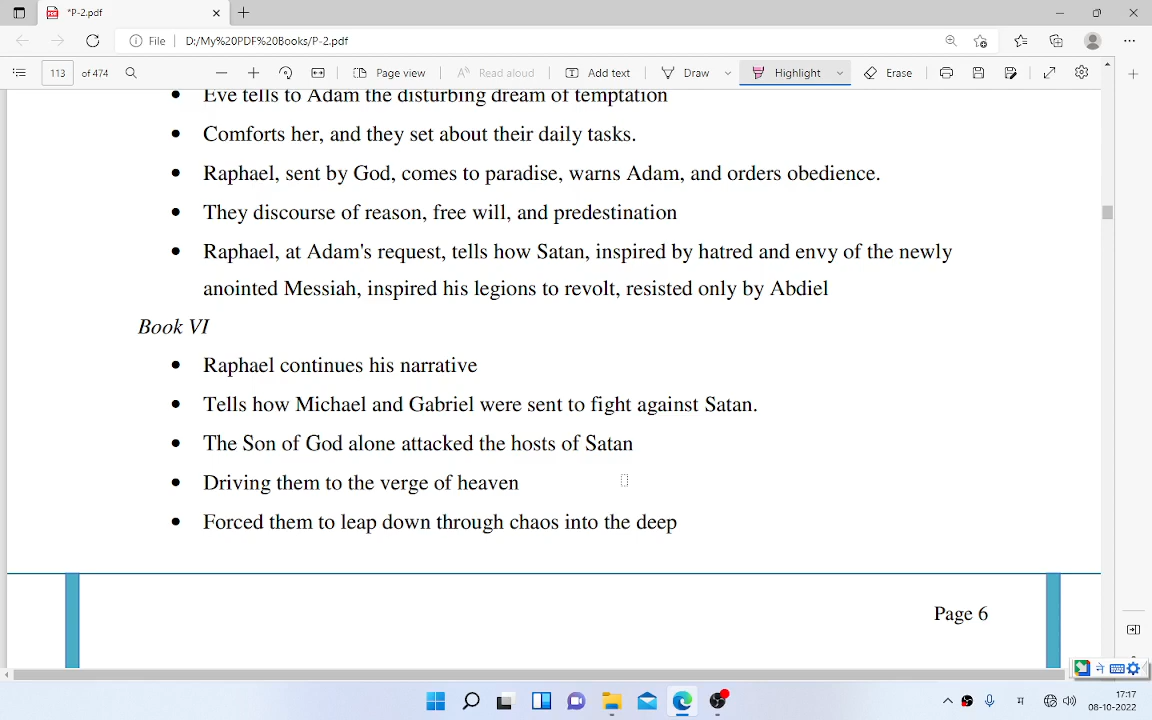 *P-2.pdf
File D:/My%20PDF%20Books/P-2.pdf
113 of 474 Page view Read aloud Add text Draw Highlight Erase
Eve tells to Adam the disturbing dream of temptation
Comforts her, and they set about their daily tasks.
Raphael, sent by God, comes to paradise, warns Adam, and orders obedience.
They discourse of reason, free will, and predestination
Raphael, at Adam's request, tells how Satan, inspired by hatred and envy of the newly
anointed Messiah, inspired his legions to revolt, resisted only by Abdiel
Book VI
Raphael continues his narrative
Tells how Michael and Gabriel were sent to fight against Satan.
The Son of God alone attacked the hosts of Satan
Driving them to the verge of heaven
Forced them to leap down through chaos into the deep
Page 6
17:17
08-10-2022